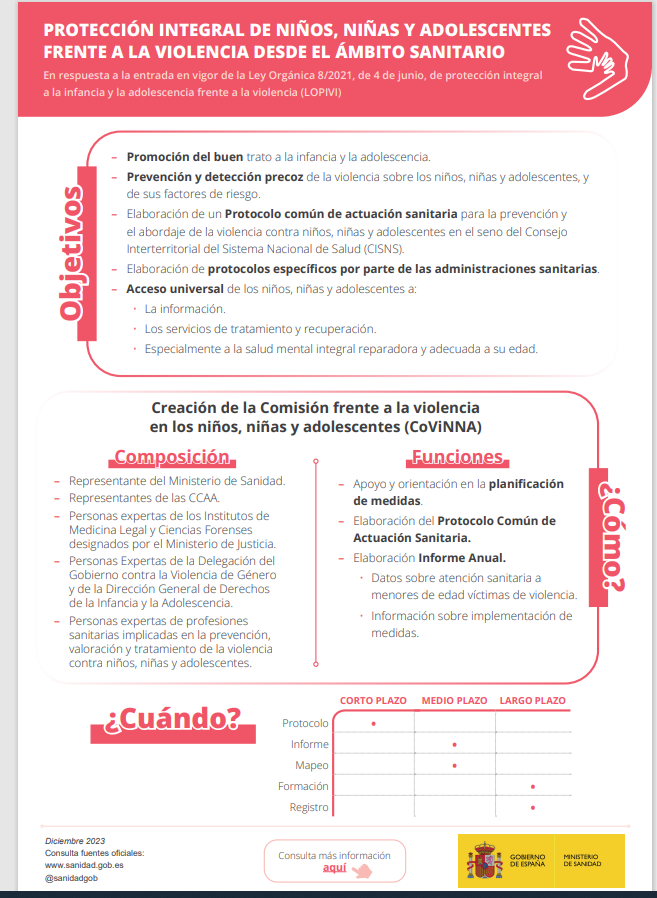 PROTECCIÓN INTEGRAL DE NIÑOS, NIÑAS Y ADOLESCENTES
FRENTE A LA VIOLENCIA DESDE EL ÁMBITO SANITARIO
En respuesta a la entrada en vigor de la Ley Orgánica 8/2021, de 4 de junio, de protección integral
a la infancia y la adolescencia frente a la violencia (LOPIVI)
Objetivos
– Promoción del buen trato a la infancia y la adolescencia.
– Prevención y detección precoz de la violencia sobre los niños, niñas y adolescentes, y
de sus factores de riesgo.
– Elaboración de un Protocolo común de actuación sanitaria para la prevención y
el abordaje de la violencia contra niños, niñas y adolescentes en el seno del Consejo
Interterritorial del Sistema Nacional de Salud (CISNS).
– Elaboración de protocolos específicos por parte de las administraciones sanitarias.
– Acceso universal de los niños, niñas y adolescentes a:
· La información.
· Los servicios de tratamiento y recuperación.
· Especialmente a la salud mental integral reparadora y adecuada a su edad.
¿Cómo?
Creación de la Comisión frente a la violencia
en los niños, niñas y adolescentes (CoViNNA)
Composición
– Representante del Ministerio de Sanidad.
– Representantes de las CCAA.
– Personas expertas de los Institutos de
Medicina Legal y Ciencias Forenses
designados por el Ministerio de Justicia.
– Personas Expertas de la Delegación del
Gobierno contra la Violencia de Género
y de la Dirección General de Derechos
de la Infancia y la Adolescencia.
– Personas expertas de profesiones
sanitarias implicadas en la prevención,
valoración y tratamiento de la violencia
contra niños, niñas y adolescentes.
Funciones
– Apoyo y orientación en la planificación
de medidas.
– Elaboración del Protocolo Común de
Actuación Sanitaria.
– Elaboración Informe Anual.
· Datos sobre atención sanitaria a
menores de edad víctimas de violencia.
· Información sobre implementación de
medidas.
¿Cuándo?
CORTO PLAZO MEDIO PLAZO LARGO PLAZO
Protocolo •
Informe •
Mapeo •
Formación •
Registro •
Diciembre 2023
Consulta fuentes oficiales:
www.sanidad.gob.es
@sanidadgob
Consulta más información
aquí
GOBIERNO
DE ESPAÑA
MINISTERIO
DE SANIDAD